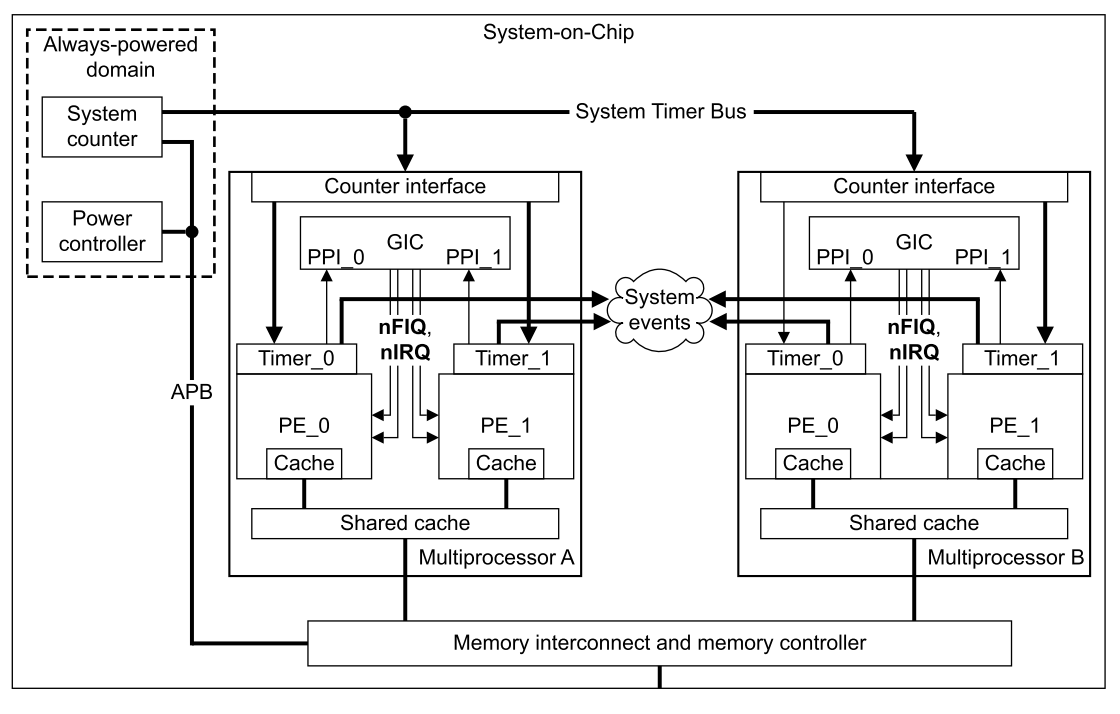 System-on-Chip
Always-powered
domain
System
counter
Power
controller
System Timer Bus
APB
Counter interface
GIC
PPI_0
PPI_1
nFIQ,
nIRQ
Timer_0
Timer_1
PE_0
PE_1
Cache
Cache
Shared cache
Multiprocessor A
System
events
Counter interface
GIC
PPI_0
PPI_1
nFIQ,
nIRQ
Timer_0
Timer_1
PE_0
PE_1
Cache
Cache
Shared cache
Multiprocessor B
Memory interconnect and memory controller